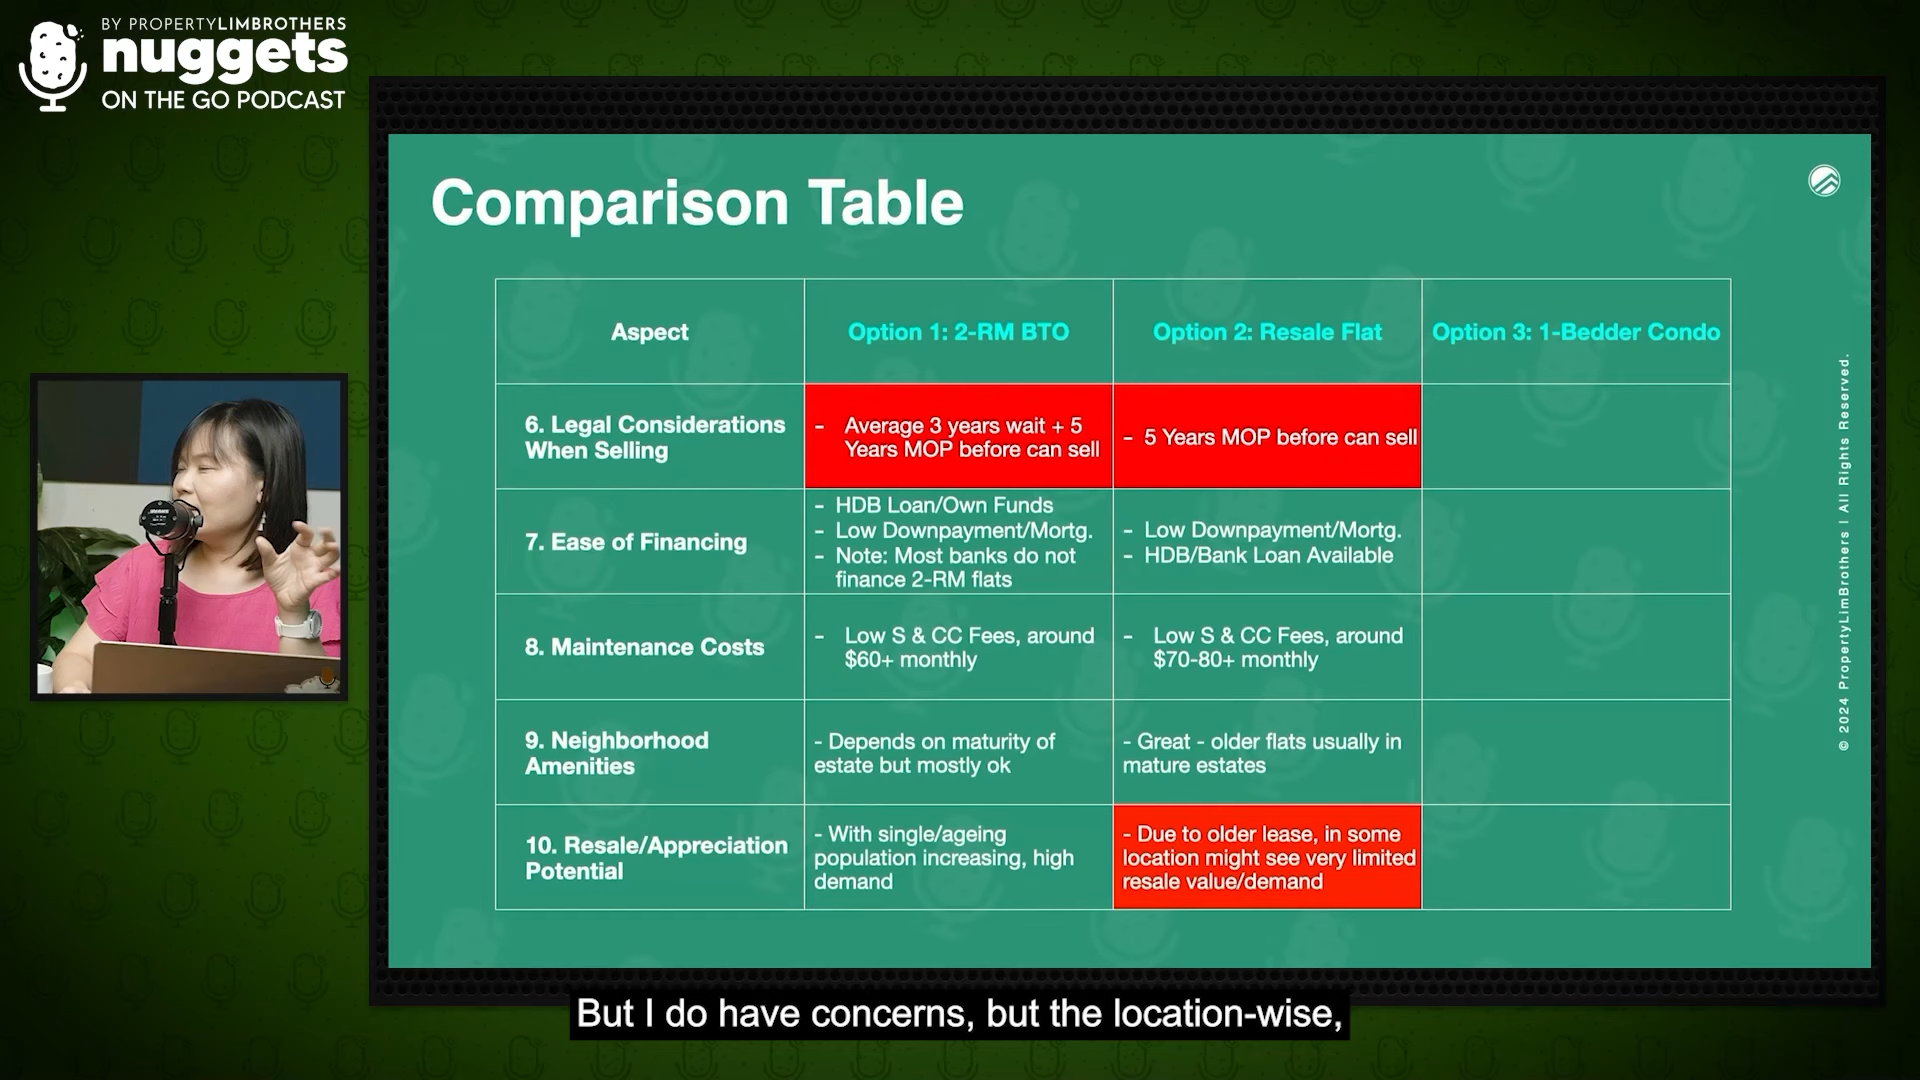 BY PROPERTYLIMBROTHERS
nuggets
ON THE GO PODCAST
Comparison Table
Aspect
Option 1: 2-RM BTO
Option 2: Resale Flat
Option 3: 1-Bedder Condo
6. Legal Considerations
When Selling
- Average 3 years wait + 5
Years MOP before can sell
- 5 Years MOP before can sell
7. Ease of Financing
- HDB Loan/Own Funds
- Low Downpayment/Mortg.
- Note: Most banks do not
finance 2-RM flats
- Low Downpayment/Mortg.
- HDB/Bank Loan Available
8. Maintenance Costs
- Low S & CC Fees, around
$60+ monthly
- Low S & CC Fees, around
$70-80+ monthly
9. Neighborhood
Amenities
- Depends on maturity of
estate but mostly ok
- Great - older flats usually in
mature estates
10. Resale/Appreciation
Potential
- With single/ageing
population increasing, high
demand
- Due to older lease, in some
location might see very limited
resale value/demand
© 2024 PropertyLimBrothers | All Rights Reserved.
But I do have concerns, but the location-wise,